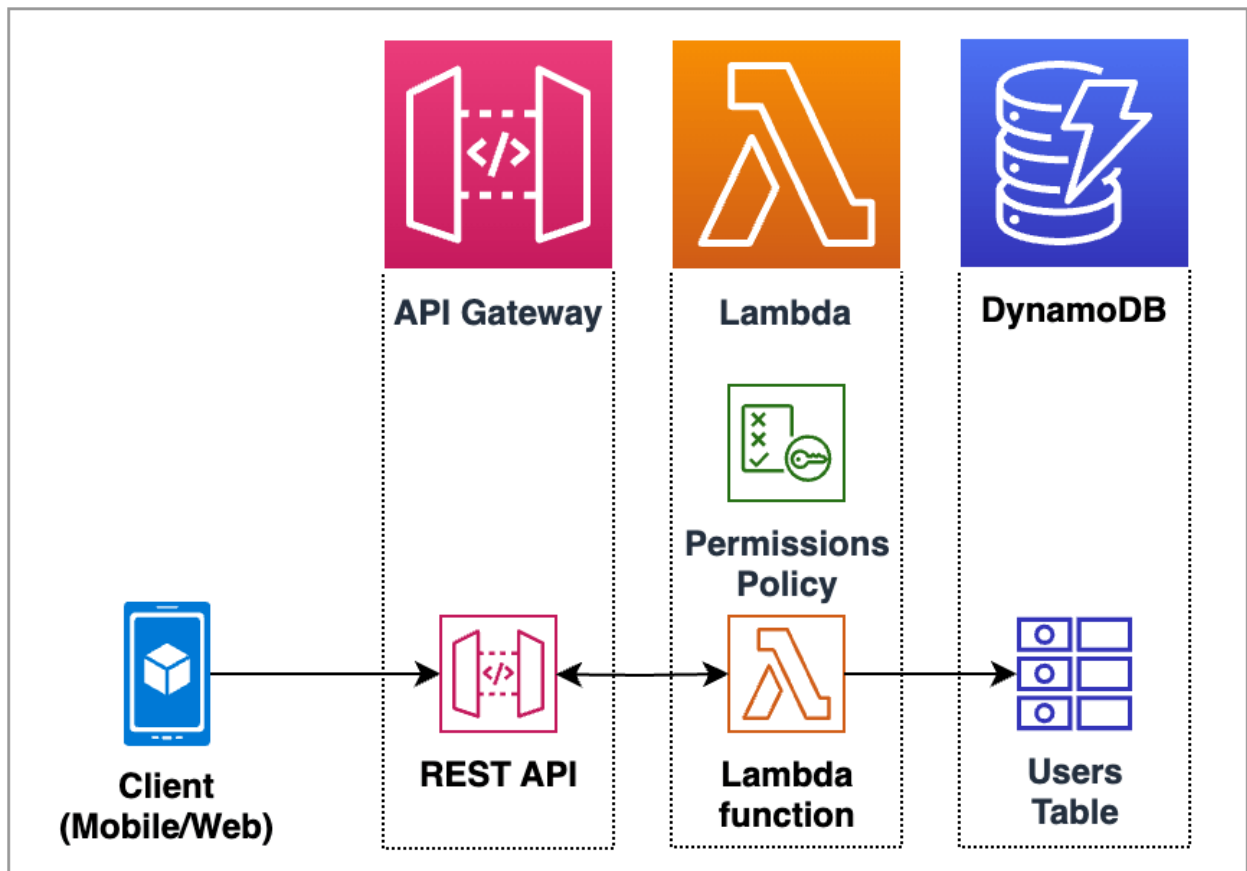 API Gateway
Lambda
DynamoDB
Permissions
Policy
Client
(Mobile/Web)
REST API
Lambda
function
Users
Table